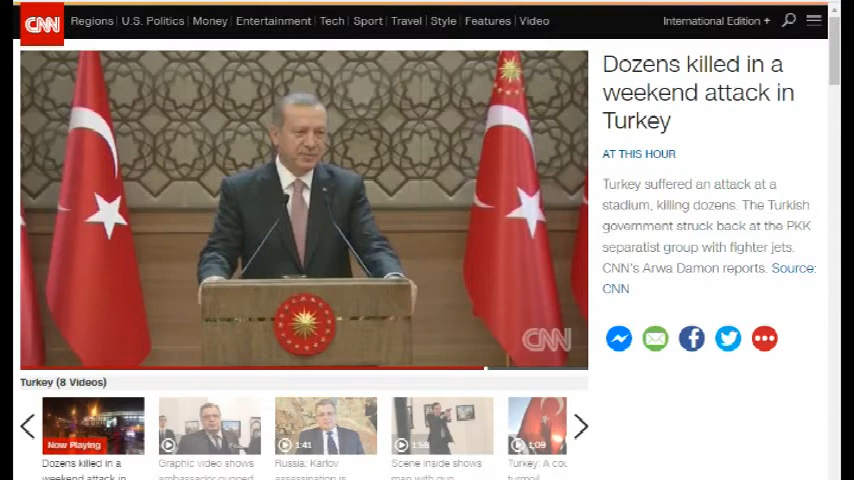 CNN
Regions U.S. Politics Money Entertainment Tech Sport Travel Style Features Video
International Edition +
Dozens killed in a
weekend attack in
Turkey
AT THIS HOUR
Turkey suffered an attack at a
stadium, killing dozens. The Turkish
government struck back at the PKK
separatist group with fighter jets.
CNN's Arwa Damon reports. Source:
CNN
CNN
Turkey (8 Videos)
Now Playing
1:41
1:58
1:09
Dozens killed in a
weekend attack in
Graphic video shows
ambassador gunned
Russia: Karlov
assassination is
Scene inside shows
man with gun
Turkey: A cou
turmoil